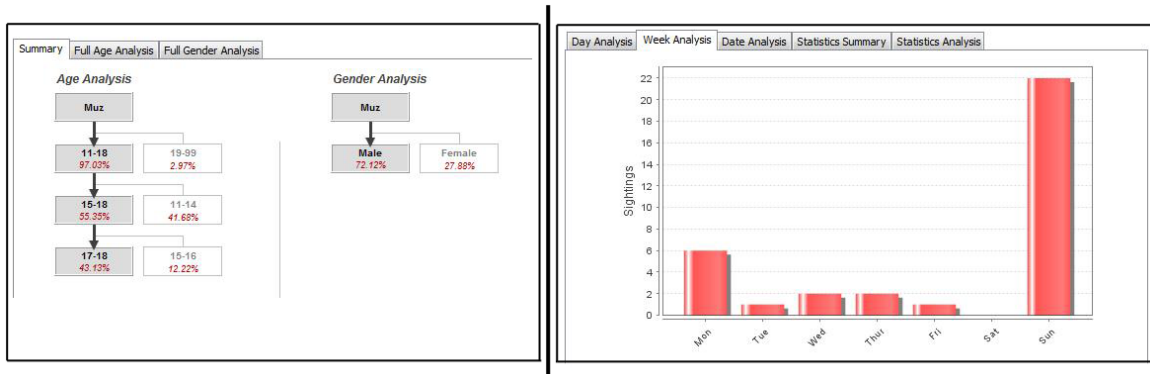 Summary Full Age Analysis Full Gender Analysis
Age Analysis
Muz
11-18 19-99
97.03% 2.97%
15-18 11-14
55.35% 41.68%
17-18 15-16
43.13% 12.22%
Gender Analysis
Muz
Male Female
72.12% 27.88%
Day Analysis Week Analysis Date Analysis Statistics Summary Statistics Analysis
Sightings
22
20
18
16
14
12
10
8
6
4
2
0
Mon Tue Wed Thur Fri Sat Sun